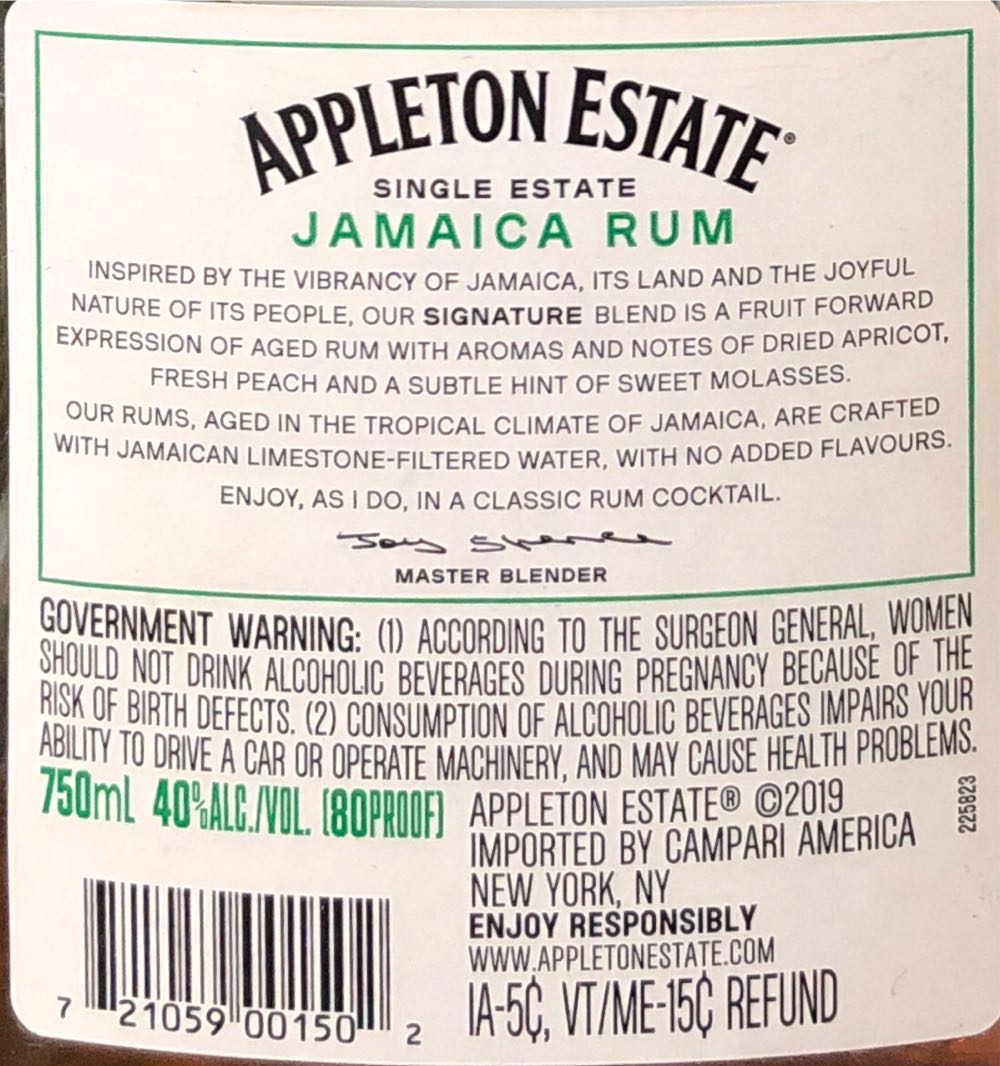 APPLETON ESTATE®
SINGLE ESTATE
JAMAICA RUM
INSPIRED BY THE VIBRANCY OF JAMAICA, ITS LAND AND THE JOYFUL
NATURE OF ITS PEOPLE, OUR SIGNATURE BLEND IS A FRUIT FORWARD
EXPRESSION OF AGED RUM WITH AROMAS AND NOTES OF DRIED APRICOT,
FRESH PEACH AND A SUBTLE HINT OF SWEET MOLASSES.
OUR RUMS, AGED IN THE TROPICAL CLIMATE OF JAMAICA, ARE CRAFTED
WITH JAMAICAN LIMESTONE-FILTERED WATER, WITH NO ADDED FLAVOURS.
ENJOY, AS I DO, IN A CLASSIC RUM COCKTAIL.
Joy Spence
MASTER BLENDER
GOVERNMENT WARNING: (1) ACCORDING TO THE SURGEON GENERAL, WOMEN
SHOULD NOT DRINK ALCOHOLIC BEVERAGES DURING PREGNANCY BECAUSE OF THE
RISK OF BIRTH DEFECTS. (2) CONSUMPTION OF ALCOHOLIC BEVERAGES IMPAIRS YOUR
ABILITY TO DRIVE A CAR OR OPERATE MACHINERY, AND MAY CAUSE HEALTH PROBLEMS.
750mL 40%ALC./VOL. (80PROOF)
APPLETON ESTATE® ©2019
IMPORTED BY CAMPARI AMERICA
NEW YORK, NY
ENJOY RESPONSIBLY
WWW.APPLETONESTATE.COM
IA-5¢, VT/ME-15¢ REFUND
225823
7 21059 00150 2